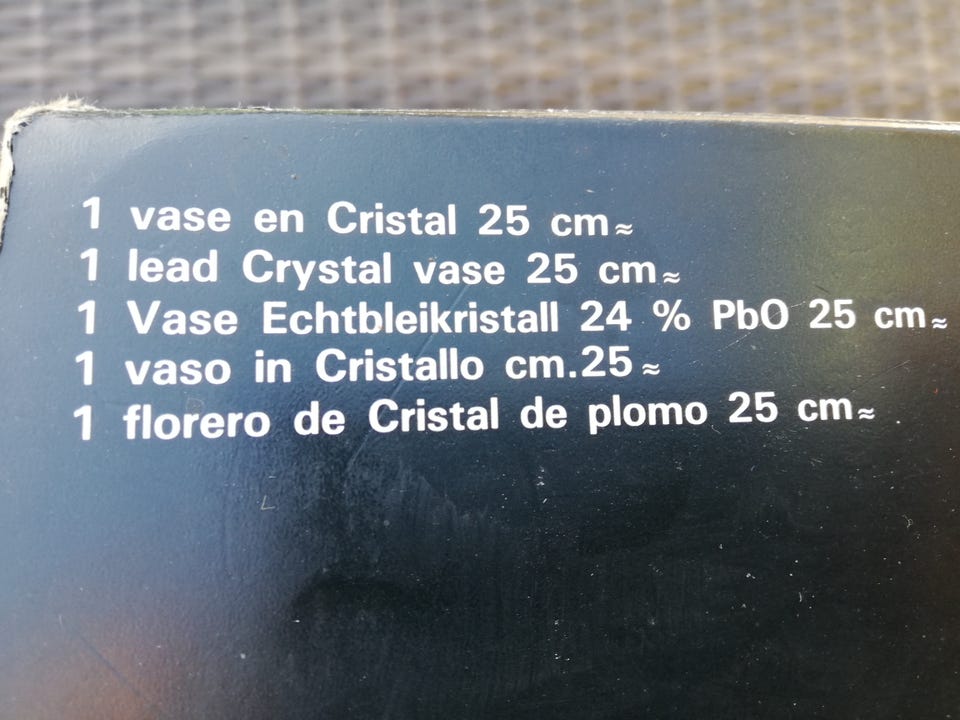 1 vase en Cristal 25 cm≈
1 lead Crystal vase 25 cm≈
1 Vase Echtbleikristall 24 % PbO 25 cm≈
1 vaso in Cristallo cm.25≈
1 florero de Cristal de plomo 25 cm≈